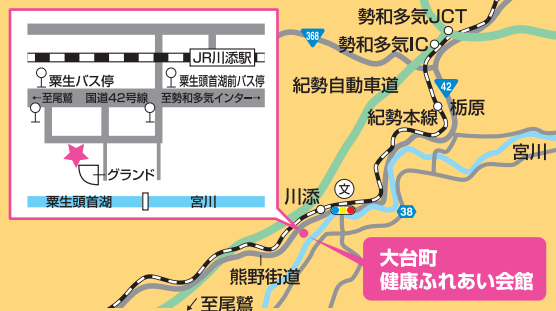 JR川添駅
粟生バス停
粟生頭首湖前バス停
←至尾鷲
国道42号線
至勢和多気インター→
グランド
粟生頭首湖
宮川
368
勢和多気JCT
勢和多気IC
紀勢自動車道
42
栃原
紀勢本線
宮川
川添
文
38
熊野街道
至尾鷲
大台町
健康ふれあい会館